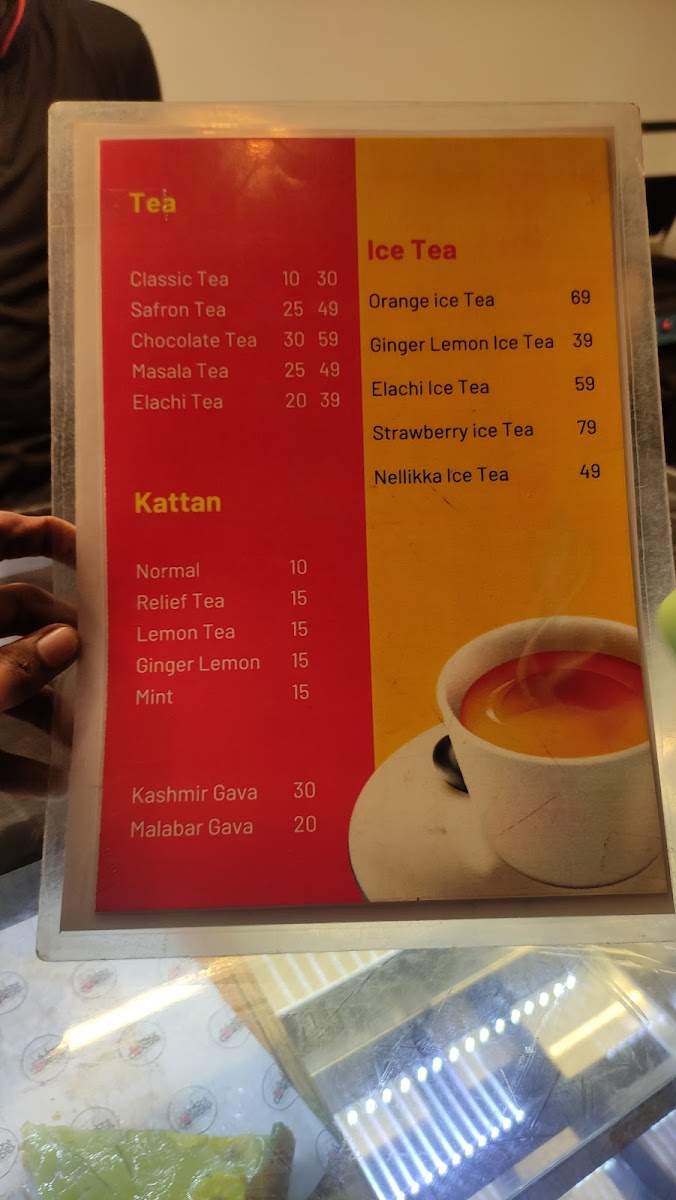 Tea
Classic Tea 10 30
Safron Tea 25 49
Chocolate Tea 30 59
Masala Tea 25 49
Elachi Tea 20 39
Kattan
Normal 10
Relief Tea 15
Lemon Tea 15
Ginger Lemon 15
Mint 15
Kashmir Gava 30
Malabar Gava 20
Ice Tea
Orange ice Tea 69
Ginger Lemon Ice Tea 39
Elachi Ice Tea 59
Strawberry ice Tea 79
Nellikka Ice Tea 49